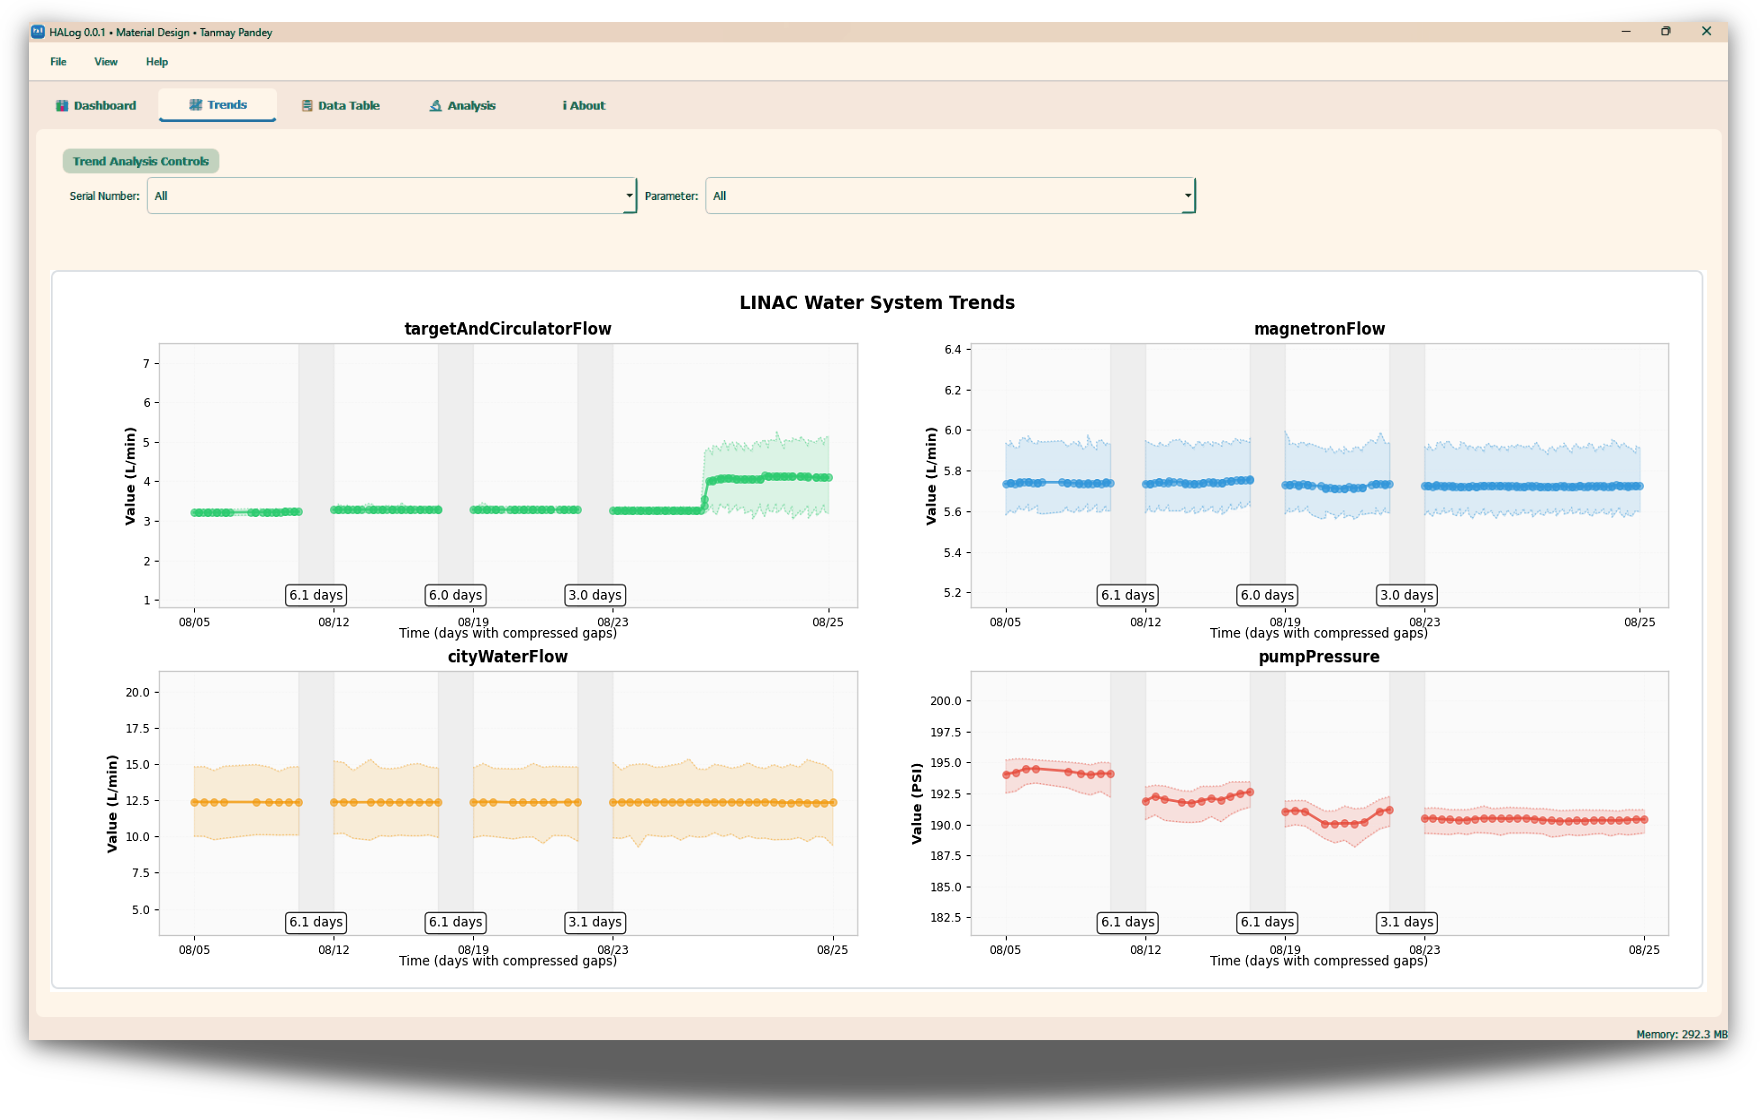 HALog 0.0.1 • Material Design • Tanmay Pandey
File View Help
Dashboard Trends Data Table Analysis i About
Trend Analysis Controls
Serial Number: All Parameter: All
LINAC Water System Trends
targetAndCirculatorFlow
Value (L/min)
7
6
5
4
3
2
1
6.1 days 6.0 days 3.0 days
08/05 08/12 08/19 08/23 08/25
Time (days with compressed gaps)
magnetronFlow
Value (L/min)
6.4
6.2
6.0
5.8
5.6
5.4
5.2
6.1 days 6.0 days 3.0 days
08/05 08/12 08/19 08/23 08/25
Time (days with compressed gaps)
cityWaterFlow
Value (L/min)
20.0
17.5
15.0
12.5
10.0
7.5
5.0
6.1 days 6.1 days 3.1 days
08/05 08/12 08/19 08/23 08/25
Time (days with compressed gaps)
pumpPressure
Value (PSI)
200.0
197.5
195.0
192.5
190.0
187.5
185.0
182.5
6.1 days 6.1 days 3.1 days
08/05 08/12 08/19 08/23 08/25
Time (days with compressed gaps)
Memory: 292.3 MB